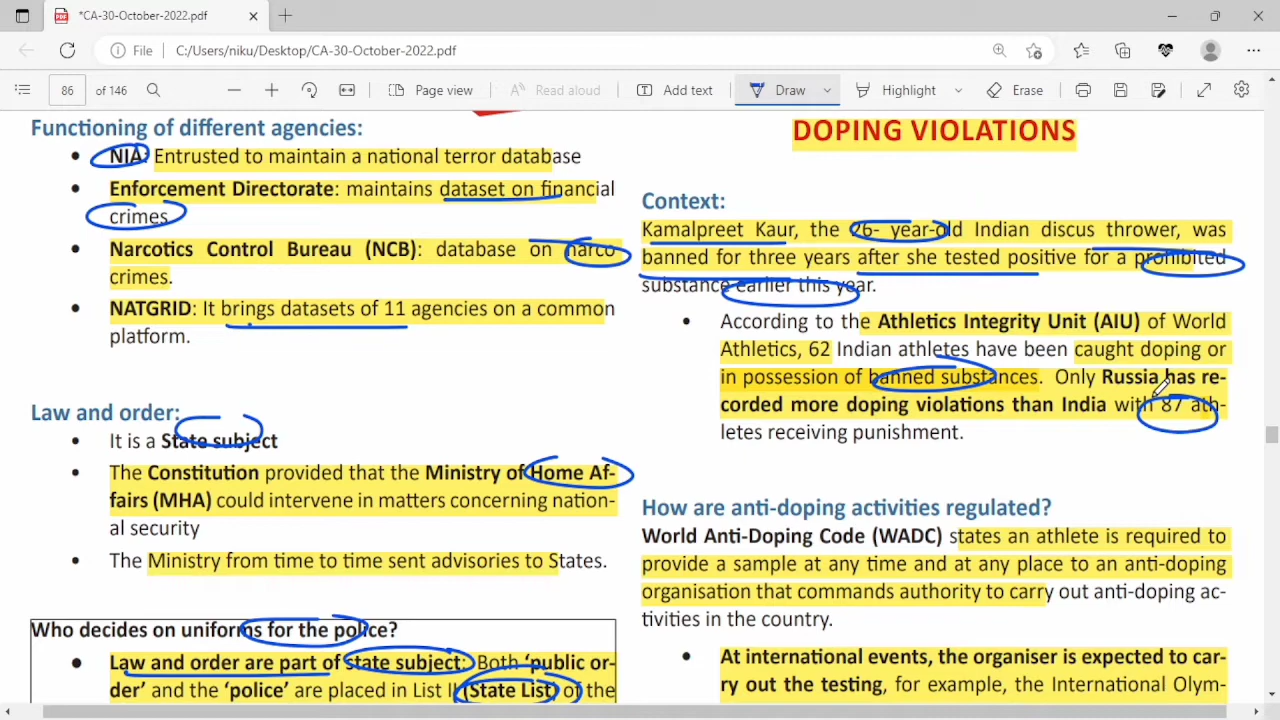 *CA-30-October-2022.pdf
File C:/Users/niku/Desktop/CA-30-October-2022.pdf
86 of 146 Page view Read aloud Add text Draw Highlight Erase
Functioning of different agencies:
• NIA: Entrusted to maintain a national terror database
• Enforcement Directorate: maintains dataset on financial
crimes
• Narcotics Control Bureau (NCB): database on narco
crimes.
• NATGRID: It brings datasets of 11 agencies on a common
platform.
Law and order:
• It is a State subject
• The Constitution provided that the Ministry of Home Af-
fairs (MHA) could intervene in matters concerning nation-
al security
• The Ministry from time to time sent advisories to States.
Who decides on uniforms for the police?
• Law and order are part of state subject: Both ‘public or-
der’ and the ‘police’ are placed in List II (State List) of the
DOPING VIOLATIONS
Context:
Kamalpreet Kaur, the 26- year-old Indian discus thrower, was
banned for three years after she tested positive for a prohibited
substance earlier this year.
• According to the Athletics Integrity Unit (AIU) of World
Athletics, 62 Indian athletes have been caught doping or
in possession of banned substances. Only Russia has re-
corded more doping violations than India with 87 ath-
letes receiving punishment.
How are anti-doping activities regulated?
World Anti-Doping Code (WADC) states an athlete is required to
provide a sample at any time and at any place to an anti-doping
organisation that commands authority to carry out anti-doping ac-
tivities in the country.
• At international events, the organiser is expected to car-
ry out the testing, for example, the International Olym-